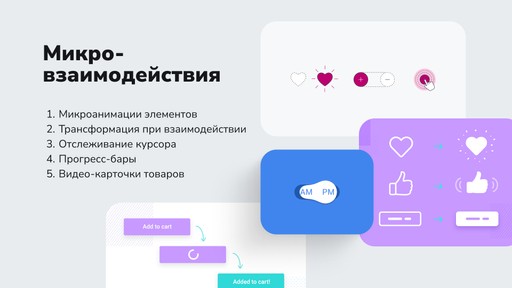 Микро-
взаимодействия
1. Микроанимации элементов
2. Трансформация при взаимодействии
3. Отслеживание курсора
4. Прогресс-бары
5. Видео-карточки товаров
AM PM
Add to cart
Added to cart!